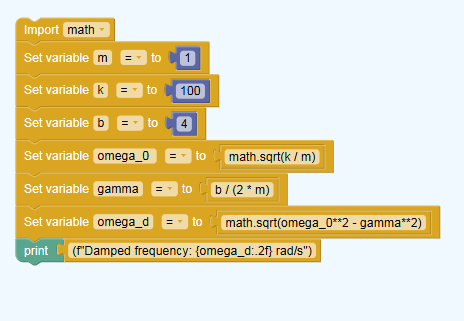 Import math
Set variable m = to 1
Set variable k = to 100
Set variable b = to 4
Set variable omega_0 = to math.sqrt(k / m)
Set variable gamma = to b / (2 * m)
Set variable omega_d = to math.sqrt(omega_0**2 - gamma**2)
print (f"Damped frequency: {omega_d:.2f} rad/s")